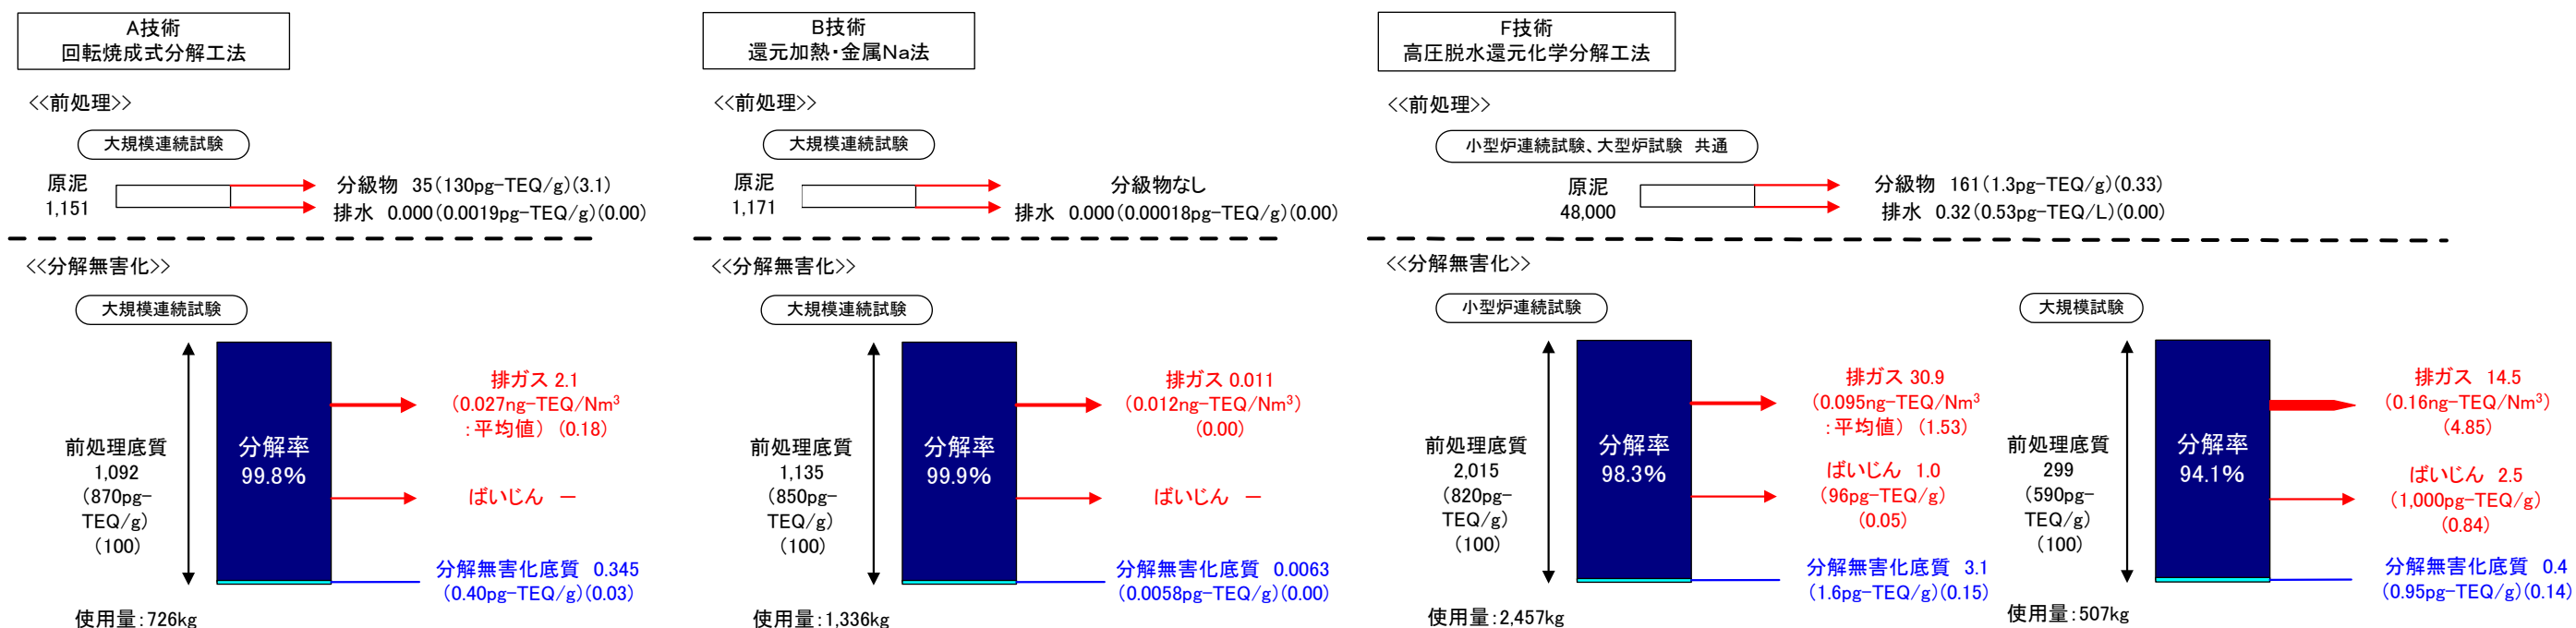 A技術
回転焼成式分解工法
<<前処理>>
大規模連続試験
原泥
1,151
分級物 35(130pg-TEQ/g)(3.1)
排水 0.000(0.0019pg-TEQ/g)(0.00)
<<分解無害化>>
大規模連続試験
前処理底質
1,092
(870pg-
TEQ/g)
(100)
分解率
99.8%
排ガス 2.1
(0.027ng-TEQ/Nm³
:平均値) (0.18)
ばいじん -
分解無害化底質 0.345
(0.40pg-TEQ/g)(0.03)
使用量:726kg
B技術
還元加熱・金属Na法
<<前処理>>
大規模連続試験
原泥
1,171
分級物なし
排水 0.000(0.00018pg-TEQ/g)(0.00)
<<分解無害化>>
大規模連続試験
前処理底質
1,135
(850pg-
TEQ/g)
(100)
分解率
99.9%
排ガス 0.011
(0.012ng-TEQ/Nm³)
(0.00)
ばいじん -
分解無害化底質 0.0063
(0.0058pg-TEQ/g)(0.00)
使用量:1,336kg
F技術
高圧脱水還元化学分解工法
<<前処理>>
小型炉連続試験、大型炉試験 共通
原泥
48,000
分級物 161(1.3pg-TEQ/g)(0.33)
排水 0.32(0.53pg-TEQ/L)(0.00)
<<分解無害化>>
小型炉連続試験
前処理底質
2,015
(820pg-
TEQ/g)
(100)
分解率
98.3%
排ガス 30.9
(0.095ng-TEQ/Nm³
:平均値) (1.53)
ばいじん 1.0
(96pg-TEQ/g)
(0.05)
分解無害化底質 3.1
(1.6pg-TEQ/g)(0.15)
使用量:2,457kg
大規模試験
前処理底質
299
(590pg-
TEQ/g)
(100)
分解率
94.1%
排ガス 14.5
(0.16ng-TEQ/Nm³)
(4.85)
ばいじん 2.5
(1,000pg-TEQ/g)
(0.84)
分解無害化底質 0.4
(0.95pg-TEQ/g)(0.14)
使用量:507kg